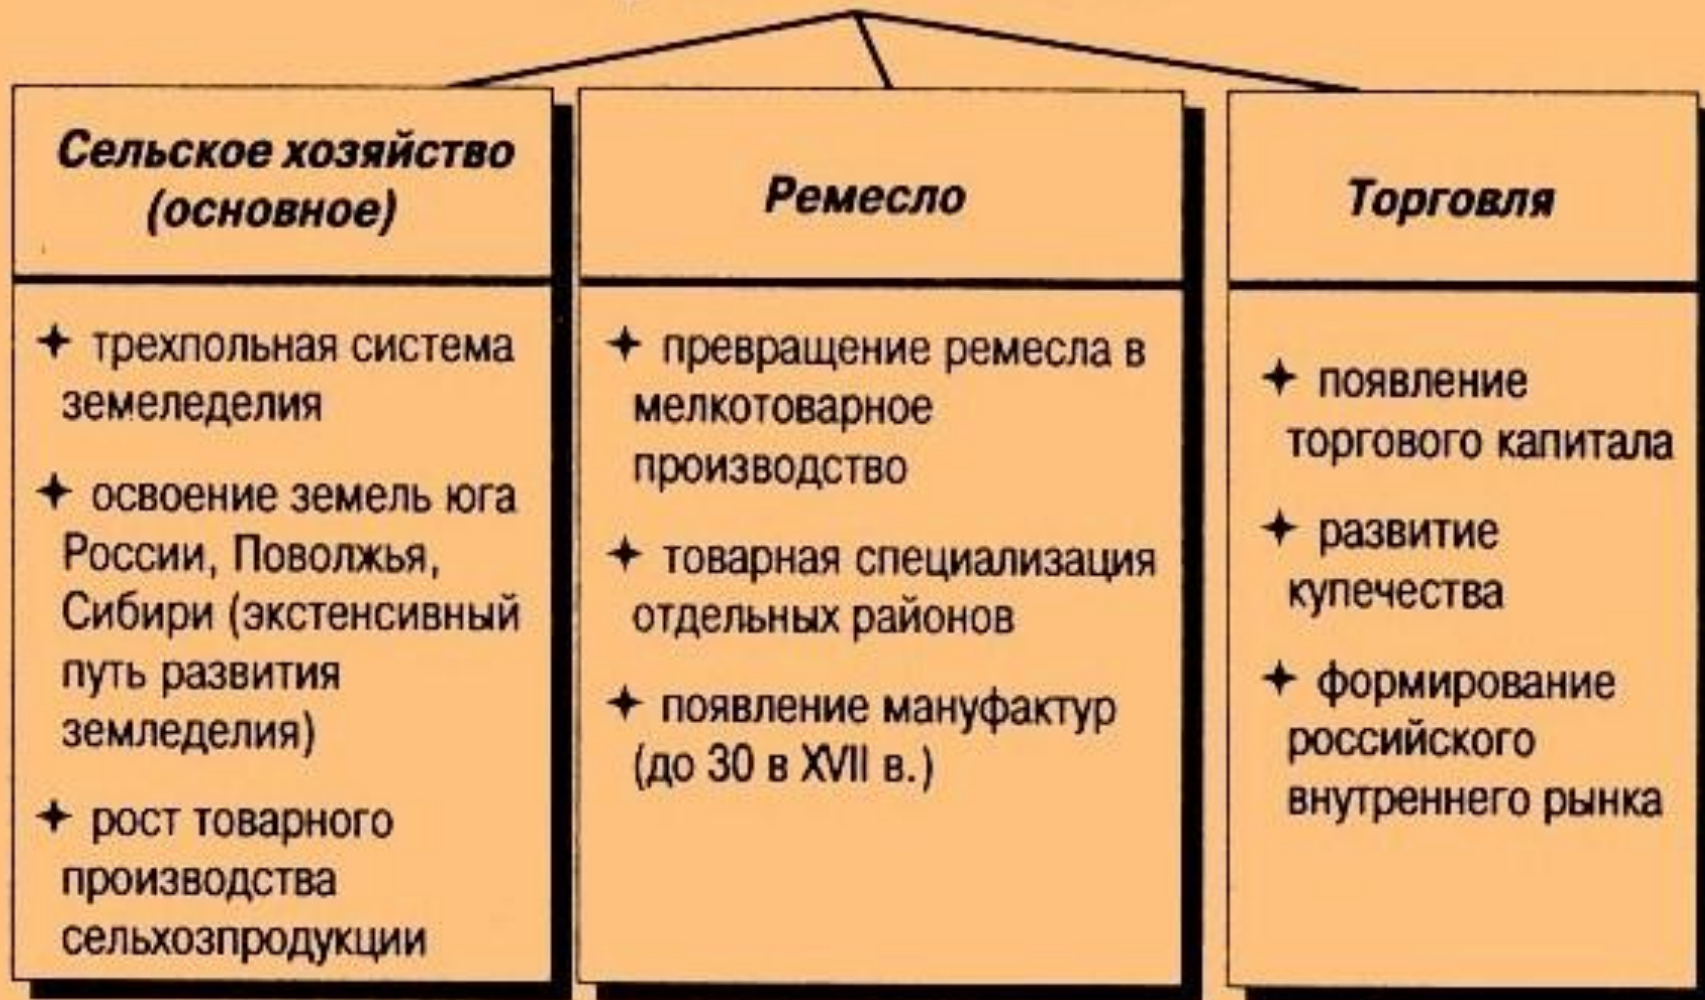 Сельское хозяйство
(основное)
✦ трехпольная система
земеледелия
✦ освоение земель юга
России, Поволжья,
Сибири (экстенсивный
путь развития
земледелия)
✦ рост товарного
производства
сельхозпродукции
Ремесло
✦ превращение ремесла в
мелкотоварное
производство
✦ товарная специализация
отдельных районов
✦ появление мануфактур
(до 30 в XVII в.)
Торговля
✦ появление
торгового капитала
✦ развитие
купечества
✦ формирование
российского
внутреннего рынка